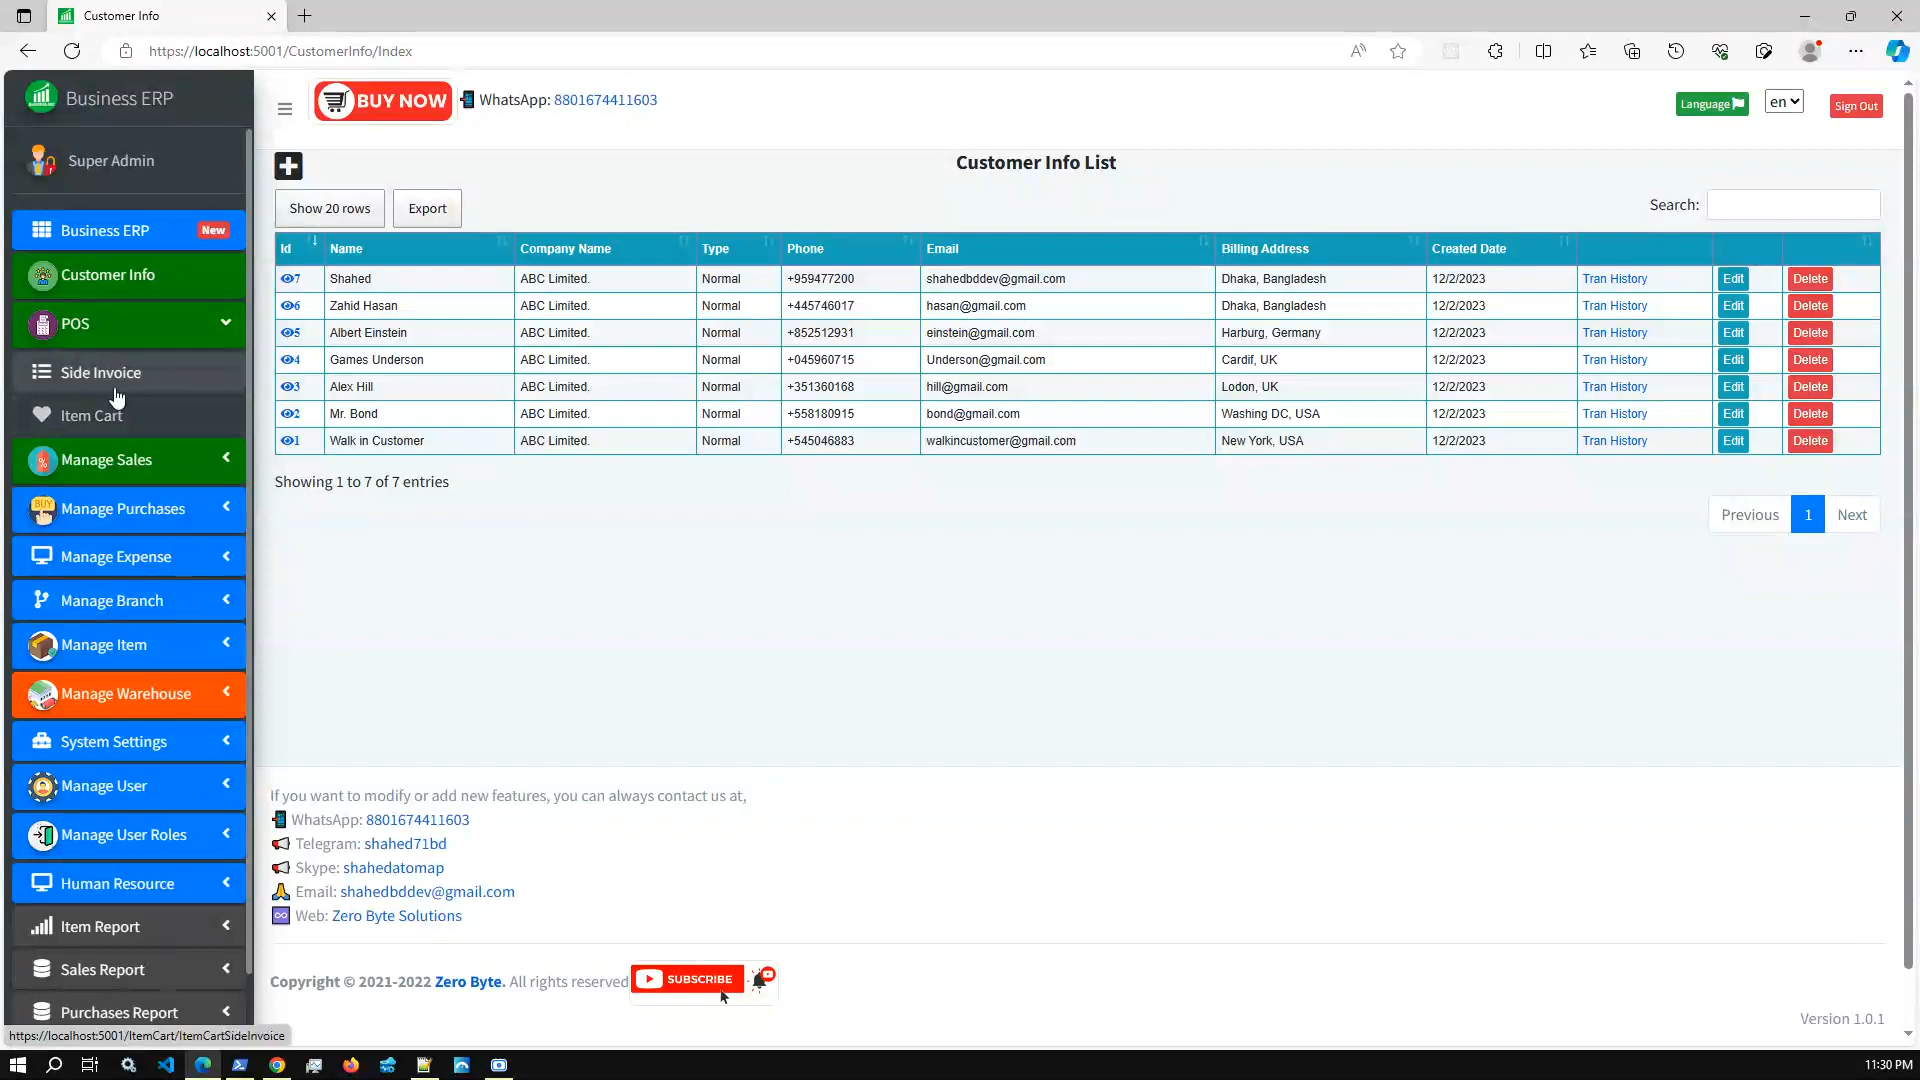 Customer Info
https://localhost:5001/CustomerInfo/Index
Business ERP
BUY NOW
WhatsApp: 8801674411603
Language
en
Sign Out
Super Admin
Business ERP New
Customer Info
POS
Side Invoice
Item Cart
Manage Sales
Manage Purchases
Manage Expense
Manage Branch
Manage Item
Manage Warehouse
System Settings
Manage User
Manage User Roles
Human Resource
Item Report
Sales Report
Purchases Report
Customer Info List
Show 20 rows
Export
Search:
Id Name Company Name Type Phone Email Billing Address Created Date
7 Shahed ABC Limited. Normal +959477200 shahedbddev@gmail.com Dhaka, Bangladesh 12/2/2023 Tran History Edit Delete
6 Zahid Hasan ABC Limited. Normal +445746017 hasan@gmail.com Dhaka, Bangladesh 12/2/2023 Tran History Edit Delete
5 Albert Einstein ABC Limited. Normal +852512931 einstein@gmail.com Harburg, Germany 12/2/2023 Tran History Edit Delete
4 Games Underson ABC Limited. Normal +045960715 Underson@gmail.com Cardif, UK 12/2/2023 Tran History Edit Delete
3 Alex Hill ABC Limited. Normal +351360168 hill@gmail.com Lodon, UK 12/2/2023 Tran History Edit Delete
2 Mr. Bond ABC Limited. Normal +558180915 bond@gmail.com Washing DC, USA 12/2/2023 Tran History Edit Delete
1 Walk in Customer ABC Limited. Normal +545046883 walkincustomer@gmail.com New York, USA 12/2/2023 Tran History Edit Delete
Showing 1 to 7 of 7 entries
Previous 1 Next
If you want to modify or add new features, you can always contact us at,
WhatsApp: 8801674411603
Telegram: shahed71bd
Skype: shahedatomap
Email: shahedbddev@gmail.com
Web: Zero Byte Solutions
Copyright © 2021-2022 Zero Byte. All rights reserved
SUBSCRIBE
Version 1.0.1
https://localhost:5001/ItemCart/ItemCartSideInvoice
11:30 PM